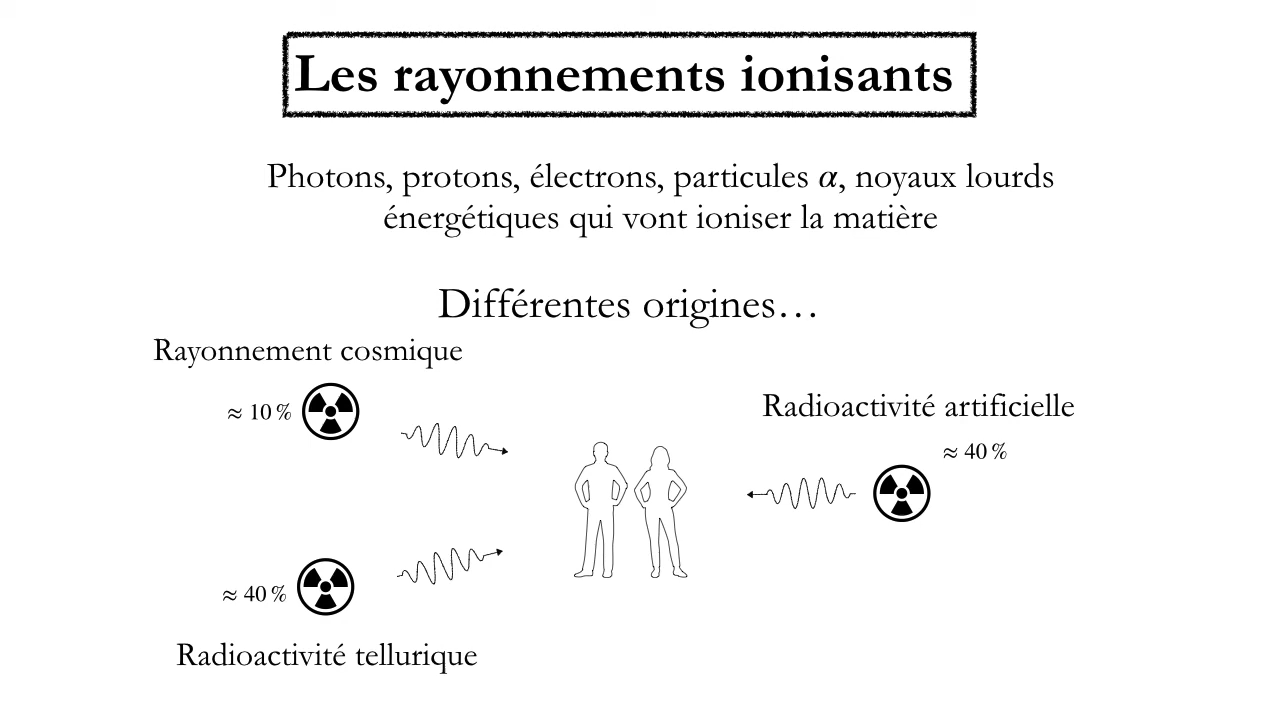 Les rayonnements ionisants
Photons, protons, électrons, particules α, noyaux lourds
énergétiques qui vont ioniser la matière
Différentes origines…
Rayonnement cosmique
≈ 10 %
Radioactivité artificielle
≈ 40 %
≈ 40 %
Radioactivité tellurique